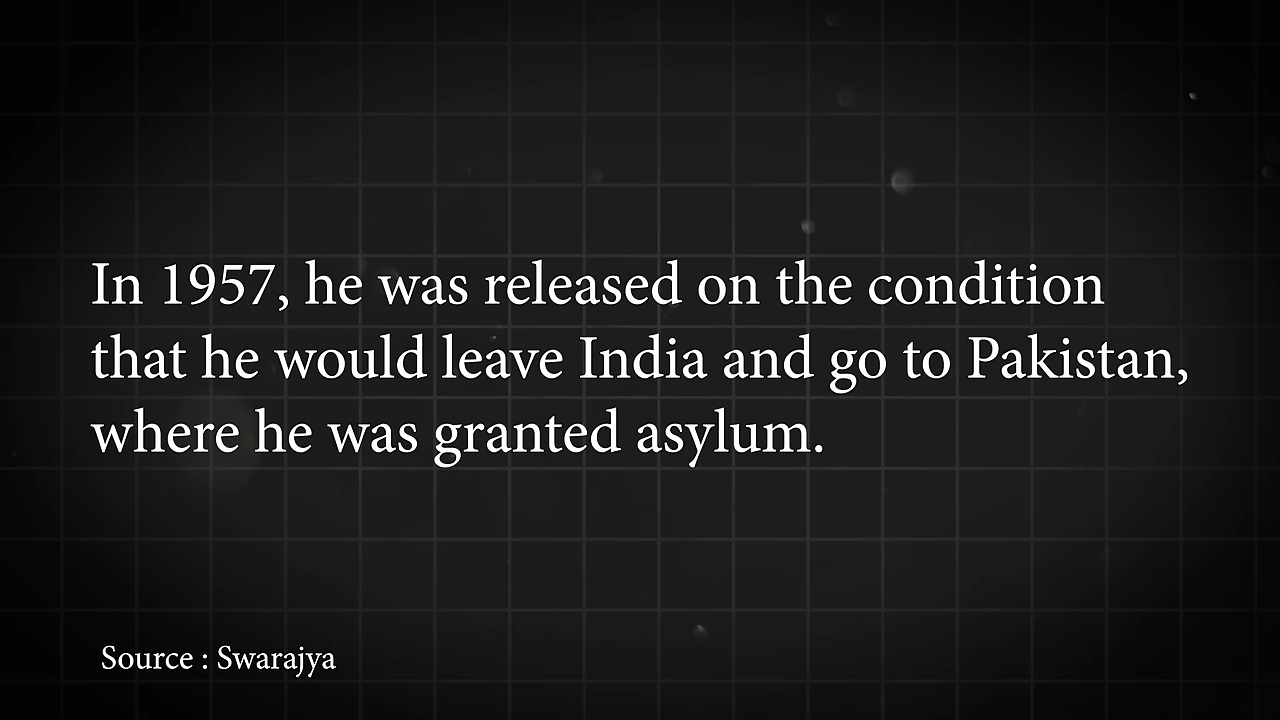 In 1957, he was released on the condition
that he would leave India and go to Pakistan,
where he was granted asylum.
Source : Swarajya